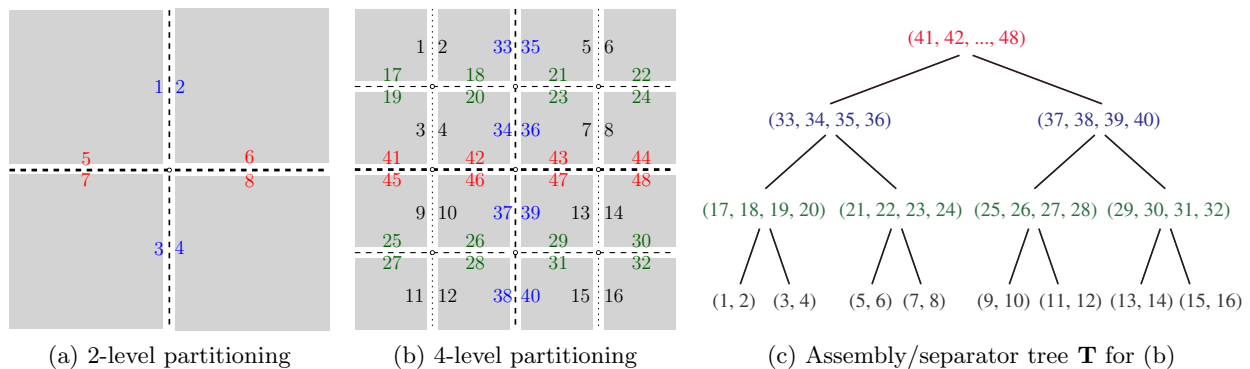 1 2
5 6
7 8
3 4
(a) 2-level partitioning
1 2 33 35 5 6
17 18 21 22
19 20 23 24
3 4 34 36 7 8
41 42 43 44
45 46 47 48
9 10 37 39 13 14
25 26 29 30
27 28 31 32
11 12 38 40 15 16
(b) 4-level partitioning
(41, 42, ..., 48)
(33, 34, 35, 36) (37, 38, 39, 40)
(17, 18, 19, 20) (21, 22, 23, 24) (25, 26, 27, 28) (29, 30, 31, 32)
(1, 2) (3, 4) (5, 6) (7, 8) (9, 10) (11, 12) (13, 14) (15, 16)
(c) Assembly/separator tree T for (b)